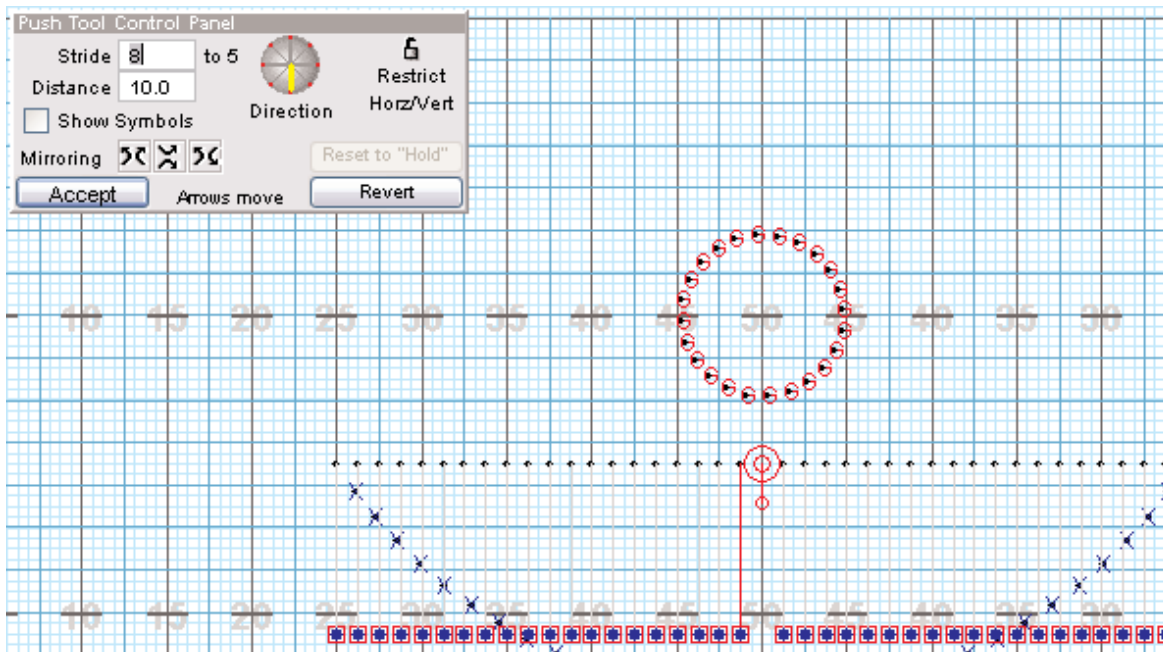 Push Tool Control Panel
Stride 8 to 5
Distance 10.0
Direction
Restrict
Horz/Vert
Show Symbols
Mirroring
Reset to "Hold"
Accept Arrows move Revert
10 15 20 25 30 35 40 45 50 45 40 35 30
10 15 20 25 30 35 40 45 50 45 40 35 30